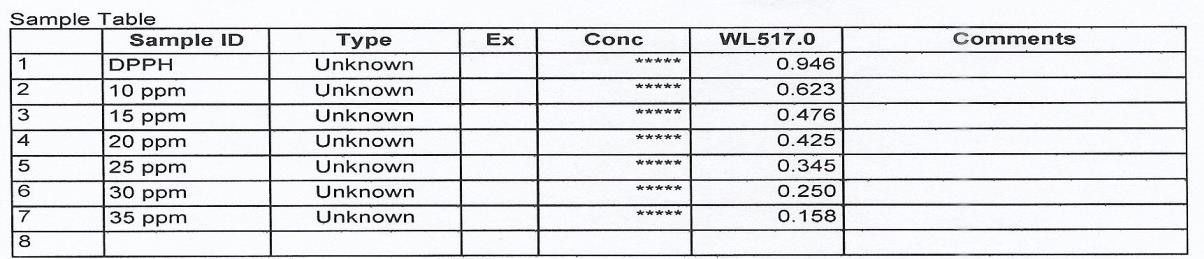 Sample Table
Sample ID Type Ex Conc WL517.0 Comments
1 DPPH Unknown ***** 0.946
2 10 ppm Unknown ***** 0.623
3 15 ppm Unknown ***** 0.476
4 20 ppm Unknown ***** 0.425
5 25 ppm Unknown ***** 0.345
6 30 ppm Unknown ***** 0.250
7 35 ppm Unknown ***** 0.158
8